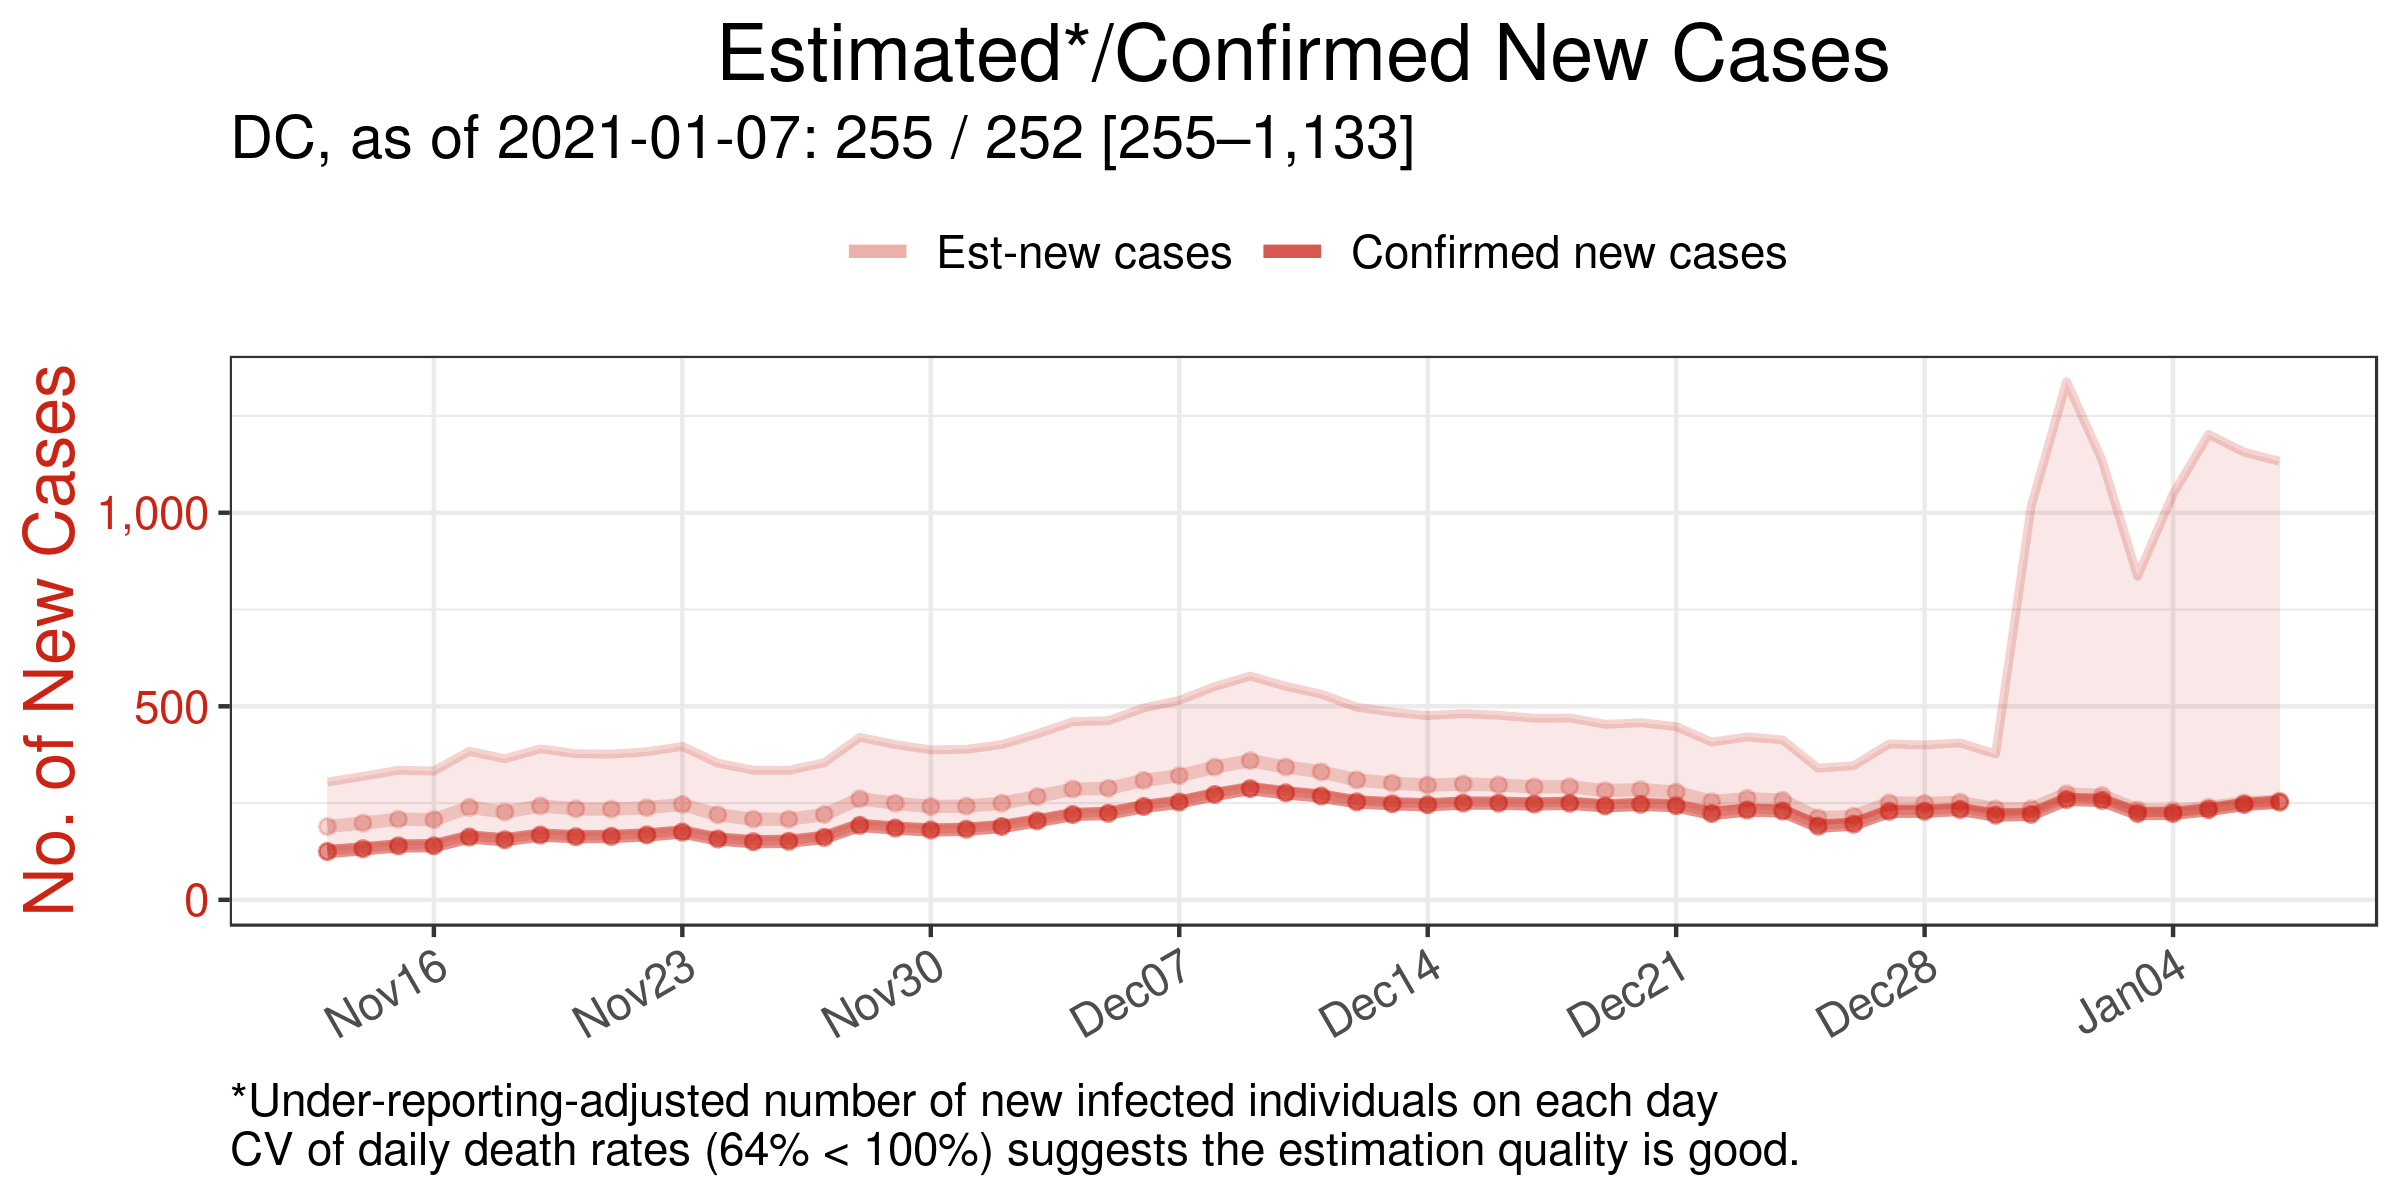 Estimated*/Confirmed New Cases
DC, as of 2021-01-07: 255 / 252 [255–1,133]
Est-new cases
Confirmed new cases
No. of New Cases
1,000
500
0
Nov16
Nov23
Nov30
Dec07
Dec14
Dec21
Dec28
Jan04
*Under-reporting-adjusted number of new infected individuals on each day
CV of daily death rates (64% < 100%) suggests the estimation quality is good.